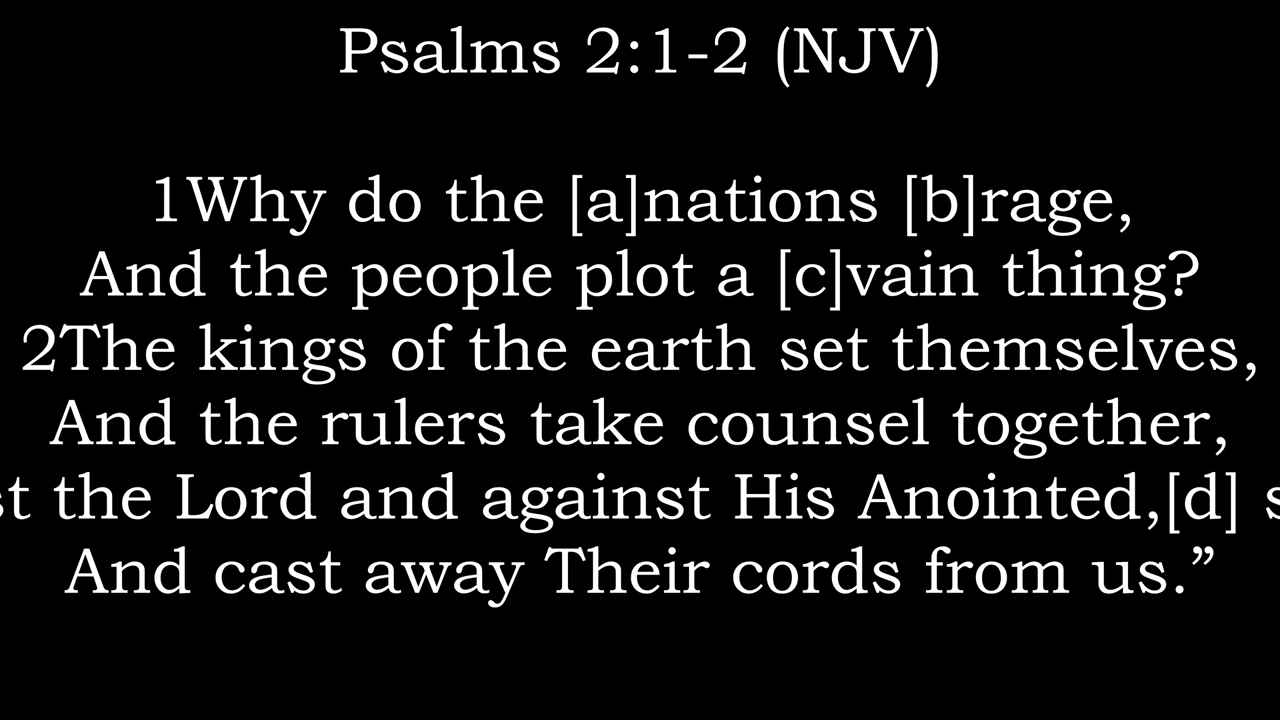 Psalms 2:1-2 (NJV)
1Why do the [a]nations [b]rage,
And the people plot a [c]vain thing?
2The kings of the earth set themselves,
And the rulers take counsel together,
st the Lord and against His Anointed,[d] s
And cast away Their cords from us.”